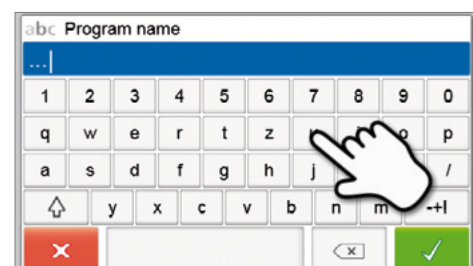 abc Program name
...
1 2 3 4 5 6 7 8 9 0
q w e r t z o p
a s d f g h j /
y x c v b n m -+!